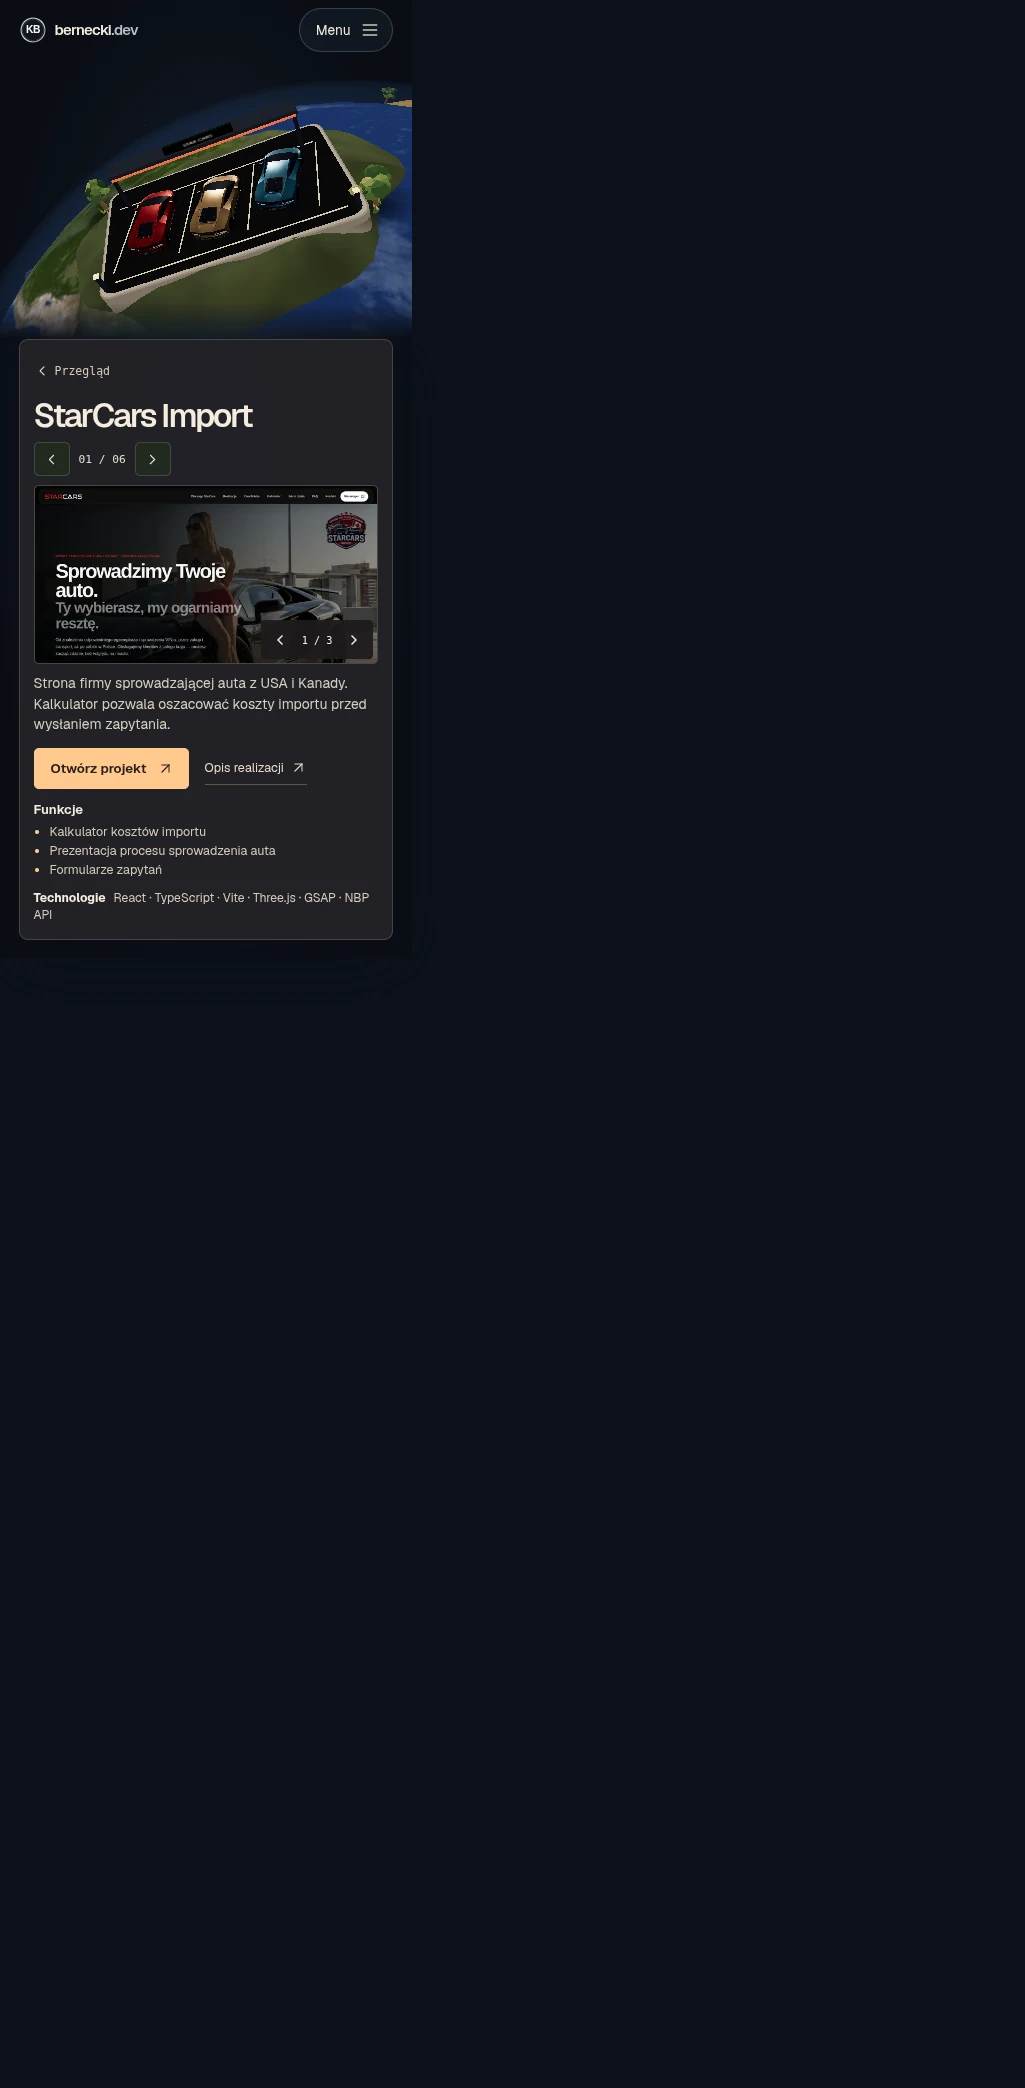 KB bernecki.dev
Menu
Przegląd
StarCars Import
01 / 06
STARCARS
STARCARS
Sprowadzimy Twoje
auto.
Ty wybierasz, my ogarniamy
resztę.
1 / 3
Strona firmy sprowadzającej auta z USA i Kanady.
Kalkulator pozwala oszacować koszty importu przed
wysłaniem zapytania.
Otwórz projekt
Opis realizacji
Funkcje
Kalkulator kosztów importu
Prezentacja procesu sprowadzenia auta
Formularze zapytań
Technologie React · TypeScript · Vite · Three.js · GSAP · NBP
API